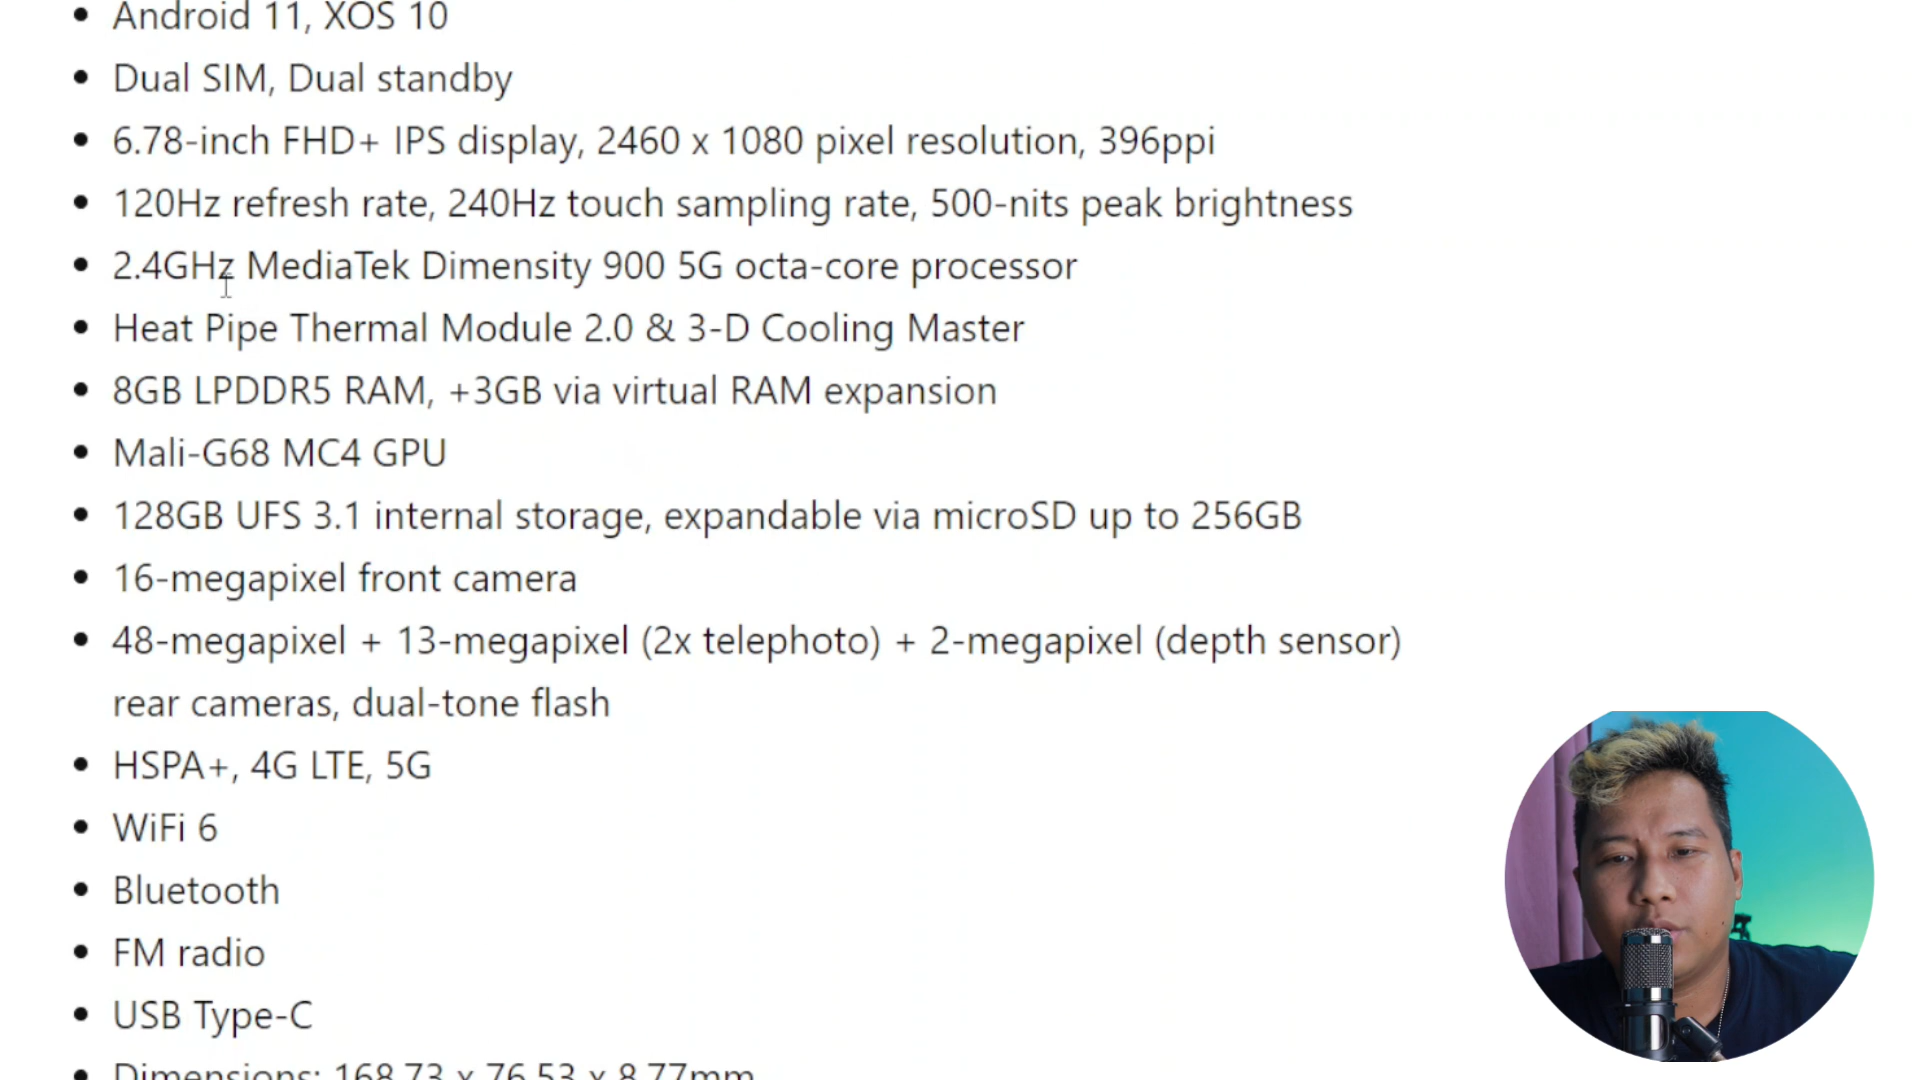 • Android 11, XOS 10
• Dual SIM, Dual standby
• 6.78-inch FHD+ IPS display, 2460 x 1080 pixel resolution, 396ppi
• 120Hz refresh rate, 240Hz touch sampling rate, 500-nits peak brightness
• 2.4GHz MediaTek Dimensity 900 5G octa-core processor
• Heat Pipe Thermal Module 2.0 & 3-D Cooling Master
• 8GB LPDDR5 RAM, +3GB via virtual RAM expansion
• Mali-G68 MC4 GPU
• 128GB UFS 3.1 internal storage, expandable via microSD up to 256GB
• 16-megapixel front camera
• 48-megapixel + 13-megapixel (2x telephoto) + 2-megapixel (depth sensor)
rear cameras, dual-tone flash
• HSPA+, 4G LTE, 5G
• WiFi 6
• Bluetooth
• FM radio
• USB Type-C
• Dimensions: 168.73 x 76.53 x 8.77mm